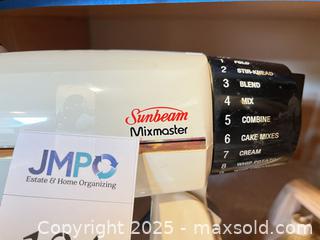 1 FOLD
2 STIR-KNEAD
3 BLEND
4 MIX
5 COMBINE
6 CAKE MIXES
7 CREAM
8
Sunbeam
Mixmaster
JMPO
Estate & Home Organizing
Copyright © 2025 - maxsold.com